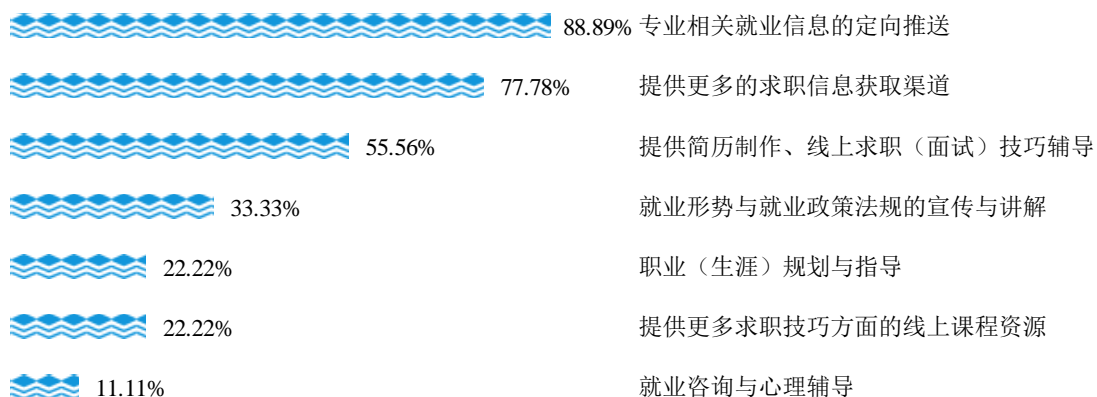 88.89% 专业相关就业信息的定向推送
77.78% 提供更多的求职信息获取渠道
55.56% 提供简历制作、线上求职（面试）技巧辅导
33.33% 就业形势与就业政策法规的宣传与讲解
22.22% 职业（生涯）规划与指导
22.22% 提供更多求职技巧方面的线上课程资源
11.11% 就业咨询与心理辅导